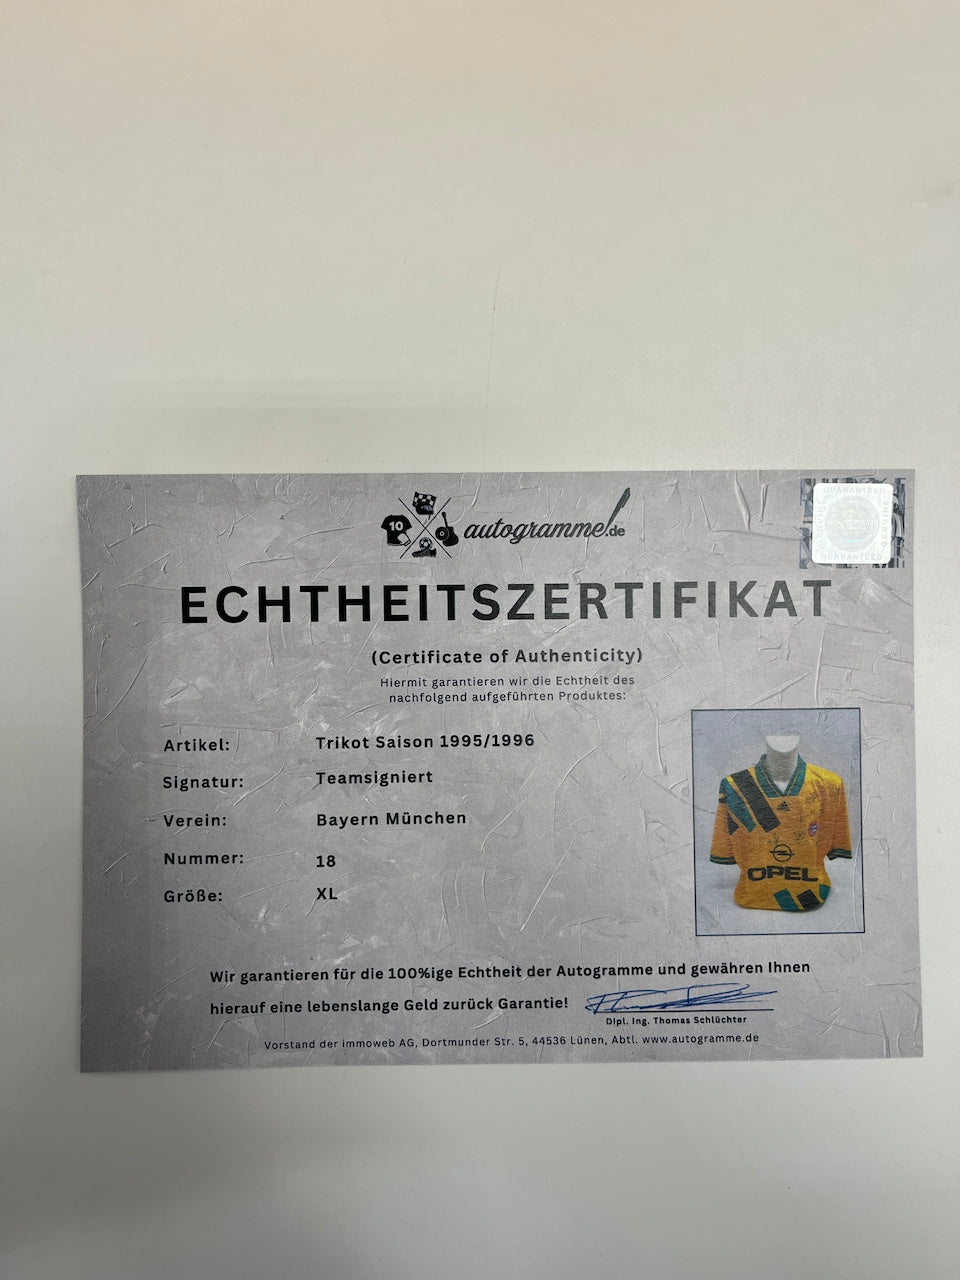 10
autogramme.de
GUARANTEED
GUARANTEED
ECHTHEITSZERTIFIKAT
(Certificate of Authenticity)
Hiermit garantieren wir die Echtheit des
nachfolgend aufgeführten Produktes:
Artikel: Trikot Saison 1995/1996
Signatur: Teamsigniert
Verein: Bayern München
Nummer: 18
Größe: XL
OPEL
Wir garantieren für die 100%ige Echtheit der Autogramme und gewähren Ihnen
hierauf eine lebenslange Geld zurück Garantie!
Dipl. Ing. Thomas Schlüchter
Vorstand der immoweb AG, Dortmunder Str. 5, 44536 Lünen, Abtl. www.autogramme.de